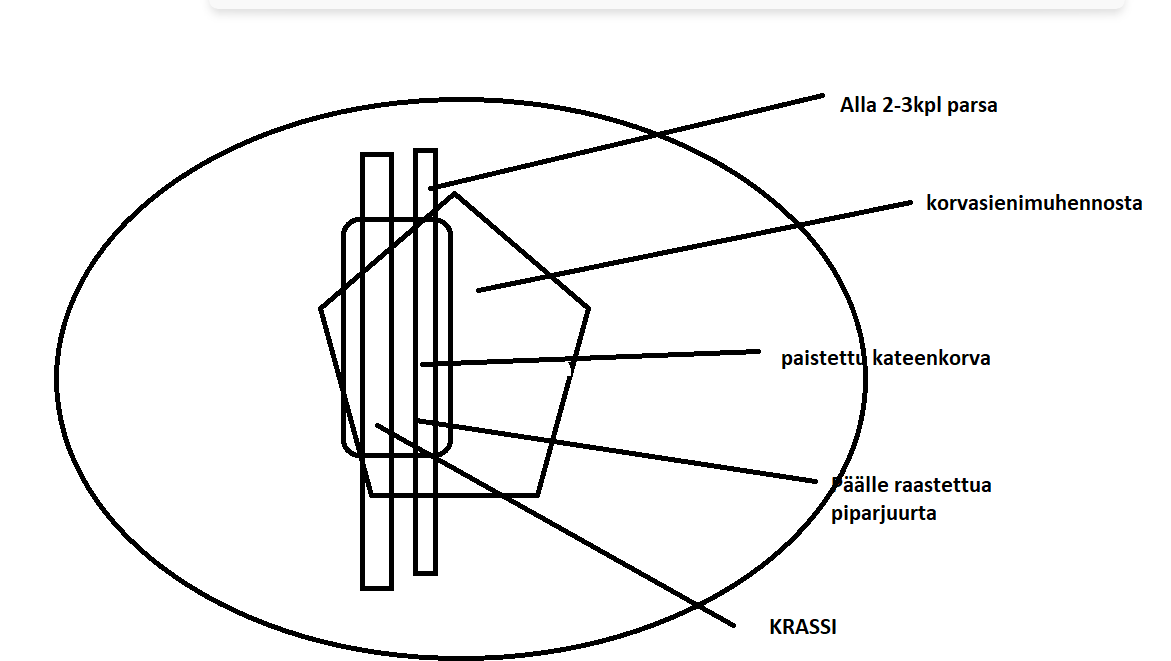 Alla 2-3kpl parsa
korvasienimuhennosta
paistettu kateenkorva
Päälle raastettua
piparjuurta
KRASSI